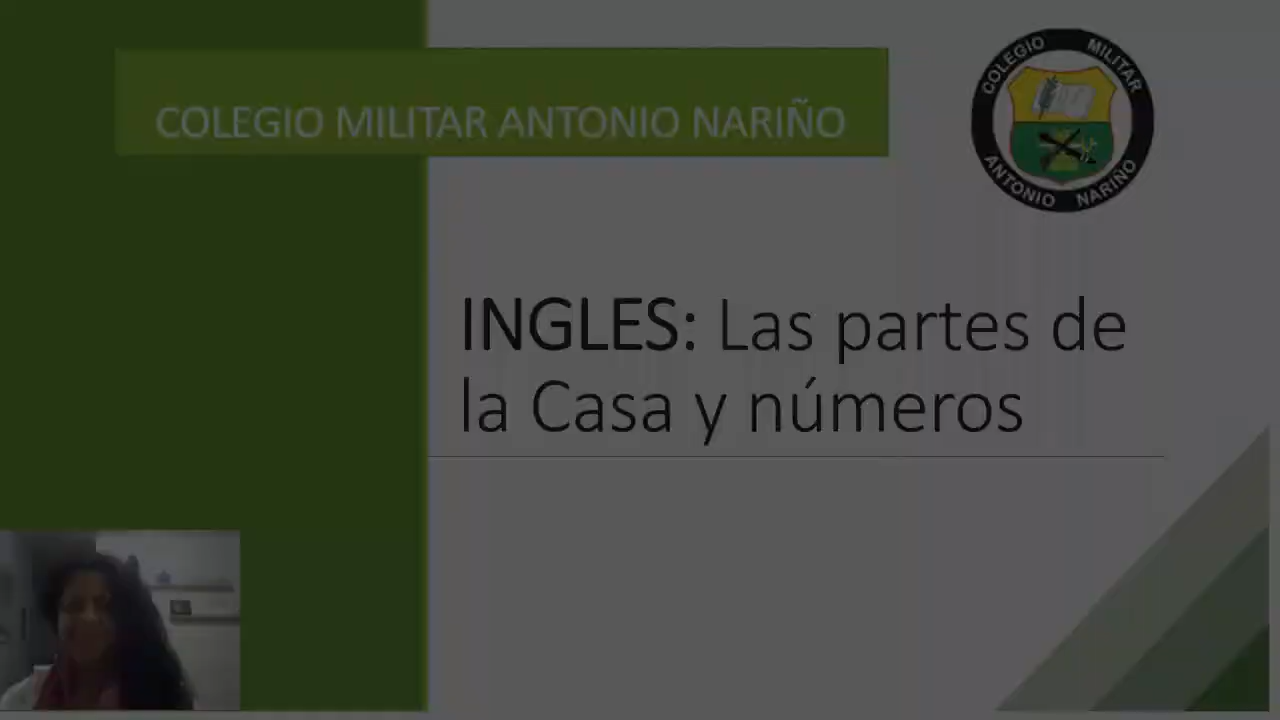 COLEGIO MILITAR ANTONIO NARIÑO
COLEGIO MILITAR
ANTONIO NARIÑO
INGLES: Las partes de
la Casa y números